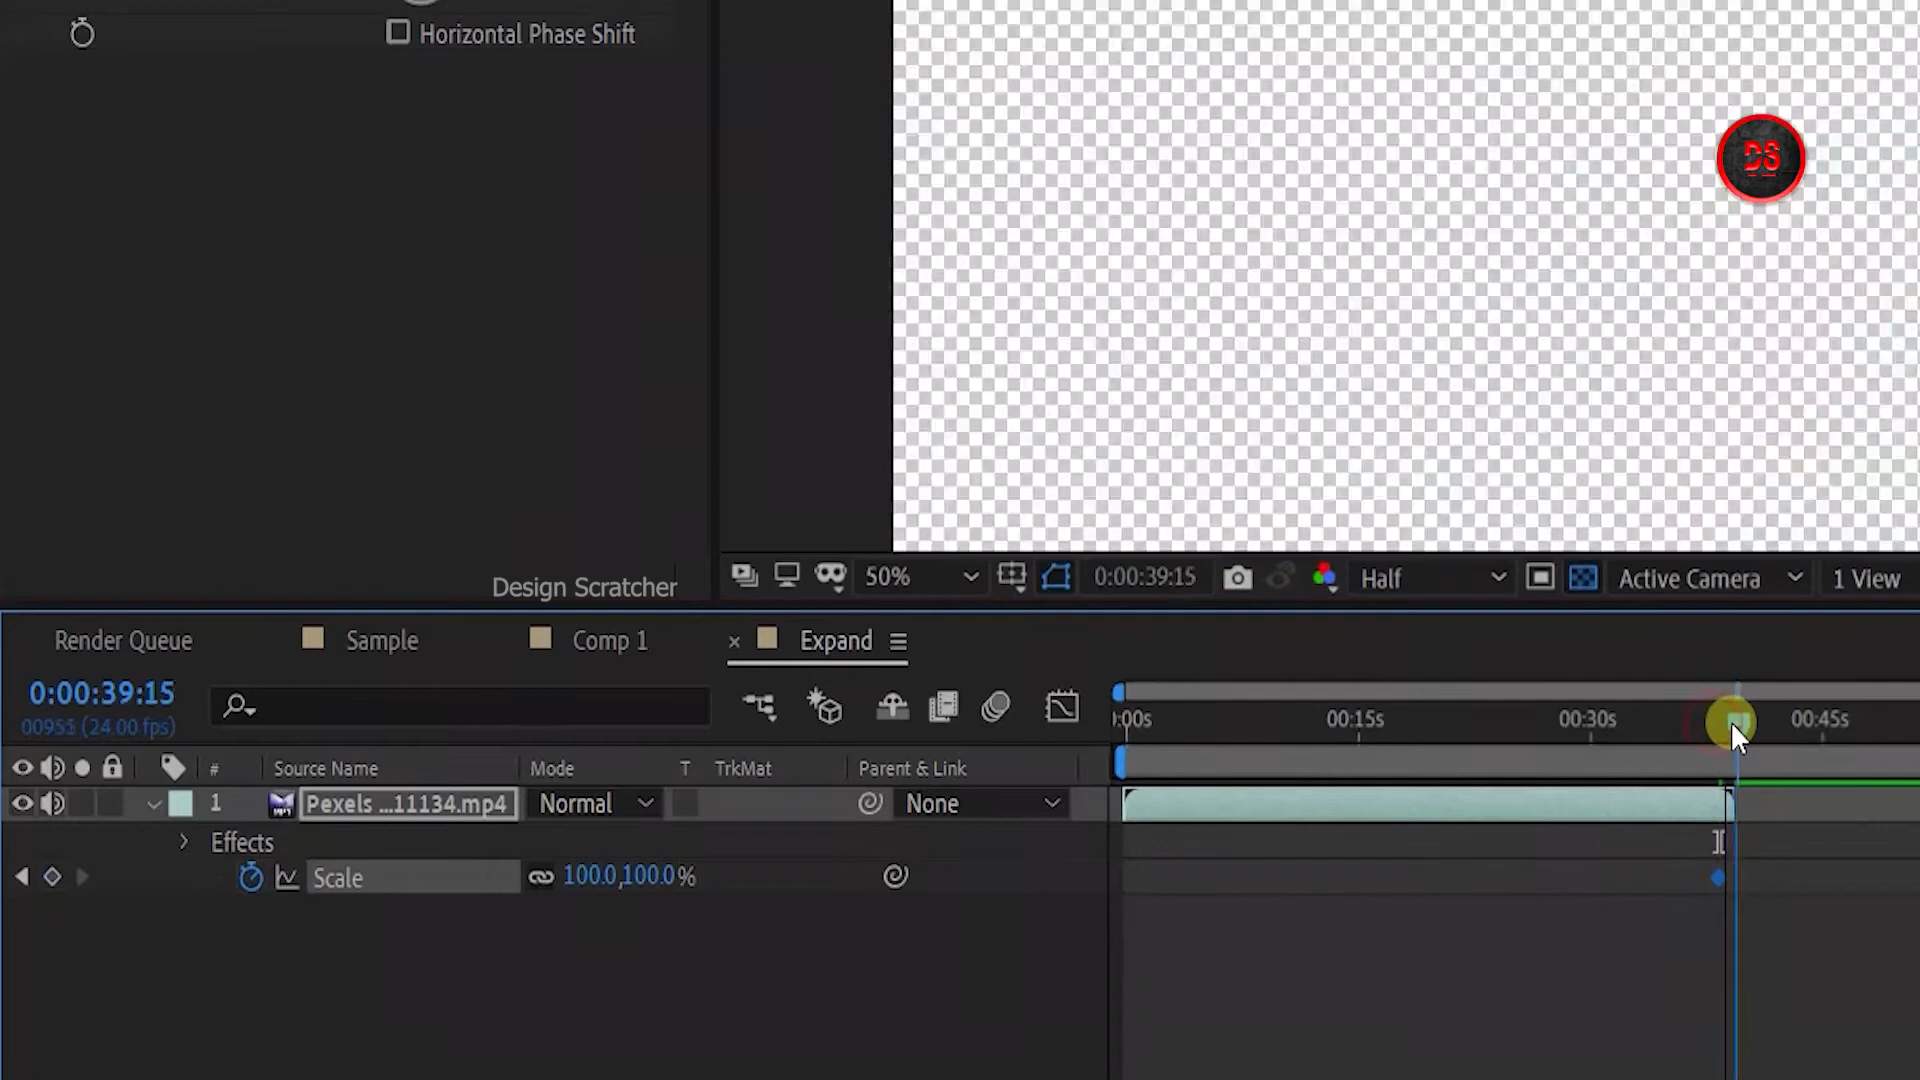 Horizontal Phase Shift
DS
Design Scratcher
50%
0:00:39:15
Half
Active Camera
1 View
Render Queue
Sample
Comp 1
× Expand
0:00:39:15
00951 (24.00 fps)
):00s
00:15s
00:30s
00:45s
# Source Name Mode T TrkMat Parent & Link
1 Pexels ...11134.mp4 Normal None
Effects
Scale 100.0,100.0%